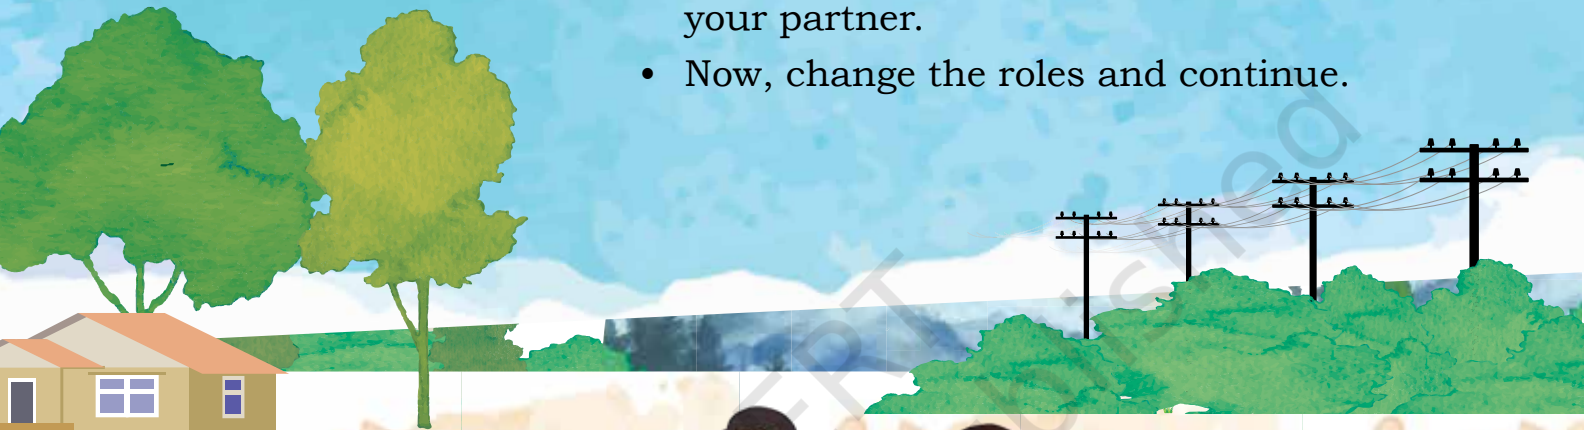 your partner.
• Now, change the roles and continue.